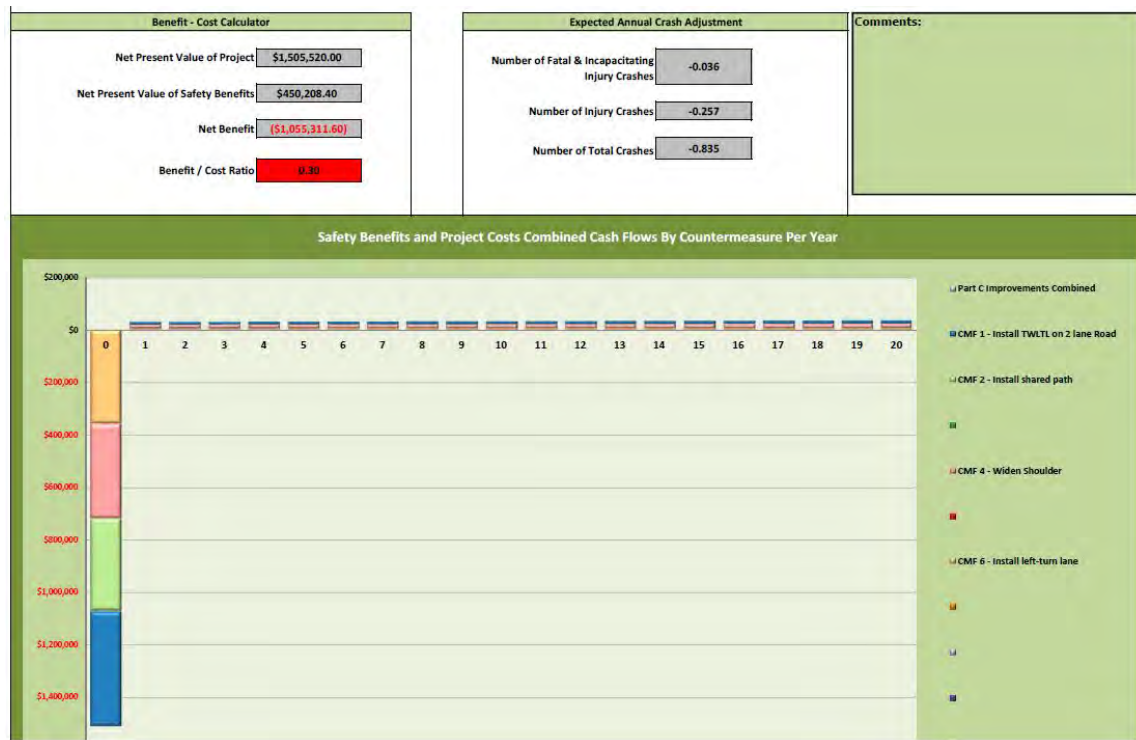 Benefit - Cost Calculator
Net Present Value of Project $1,505,520.00
Net Present Value of Safety Benefits $450,208.40
Net Benefit ($1,055,311.60)
Benefit / Cost Ratio 0.30
Expected Annual Crash Adjustment
Number of Fatal & Incapacitating
Injury Crashes
-0.036
Number of Injury Crashes -0.257
Number of Total Crashes -0.835
Comments:
Safety Benefits and Project Costs Combined Cash Flows By Countermeasure Per Year
$200,000
$0
$200,000
$400,000
$600,000
$800,000
$1,000,000
$1,200,000
$1,400,000
0 1 2 3 4 5 6 7 8 9 10 11 12 13 14 15 16 17 18 19 20
Part C Improvements Combined
CMF 1 - Install TWLTL on 2 lane Road
CMF 2 - Install shared path
CMF 4 - Widen Shoulder
CMF 6 - Install left-turn lane